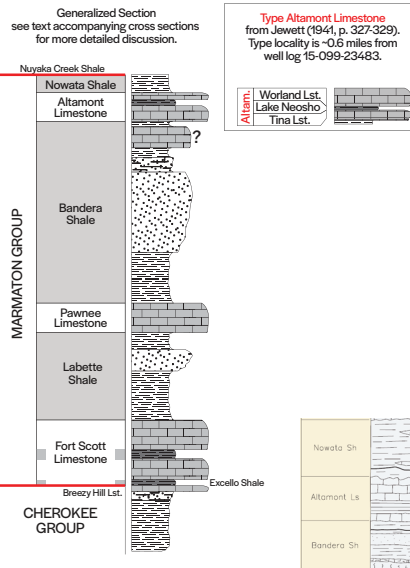 Generalized Section
see text accompanying cross sections
for more detailed discussion.
Nuyaka Creek Shale
Nowata Shale
Altamont
Limestone
?
Bandera
Shale
MARMATON GROUP
Pawnee
Limestone
Labette
Shale
Fort Scott
Limestone
Excello Shale
Breezy Hill Lst.
CHEROKEE
GROUP
Type Altamont Limestone
from Jewett (1941, p. 327-329).
Type locality is ~0.6 miles from
well log 15-099-23483.
Altam.
Worland Lst.
Lake Neosho
Tina Lst.
Nowata Sh
Altamont Ls
Bandera Sh